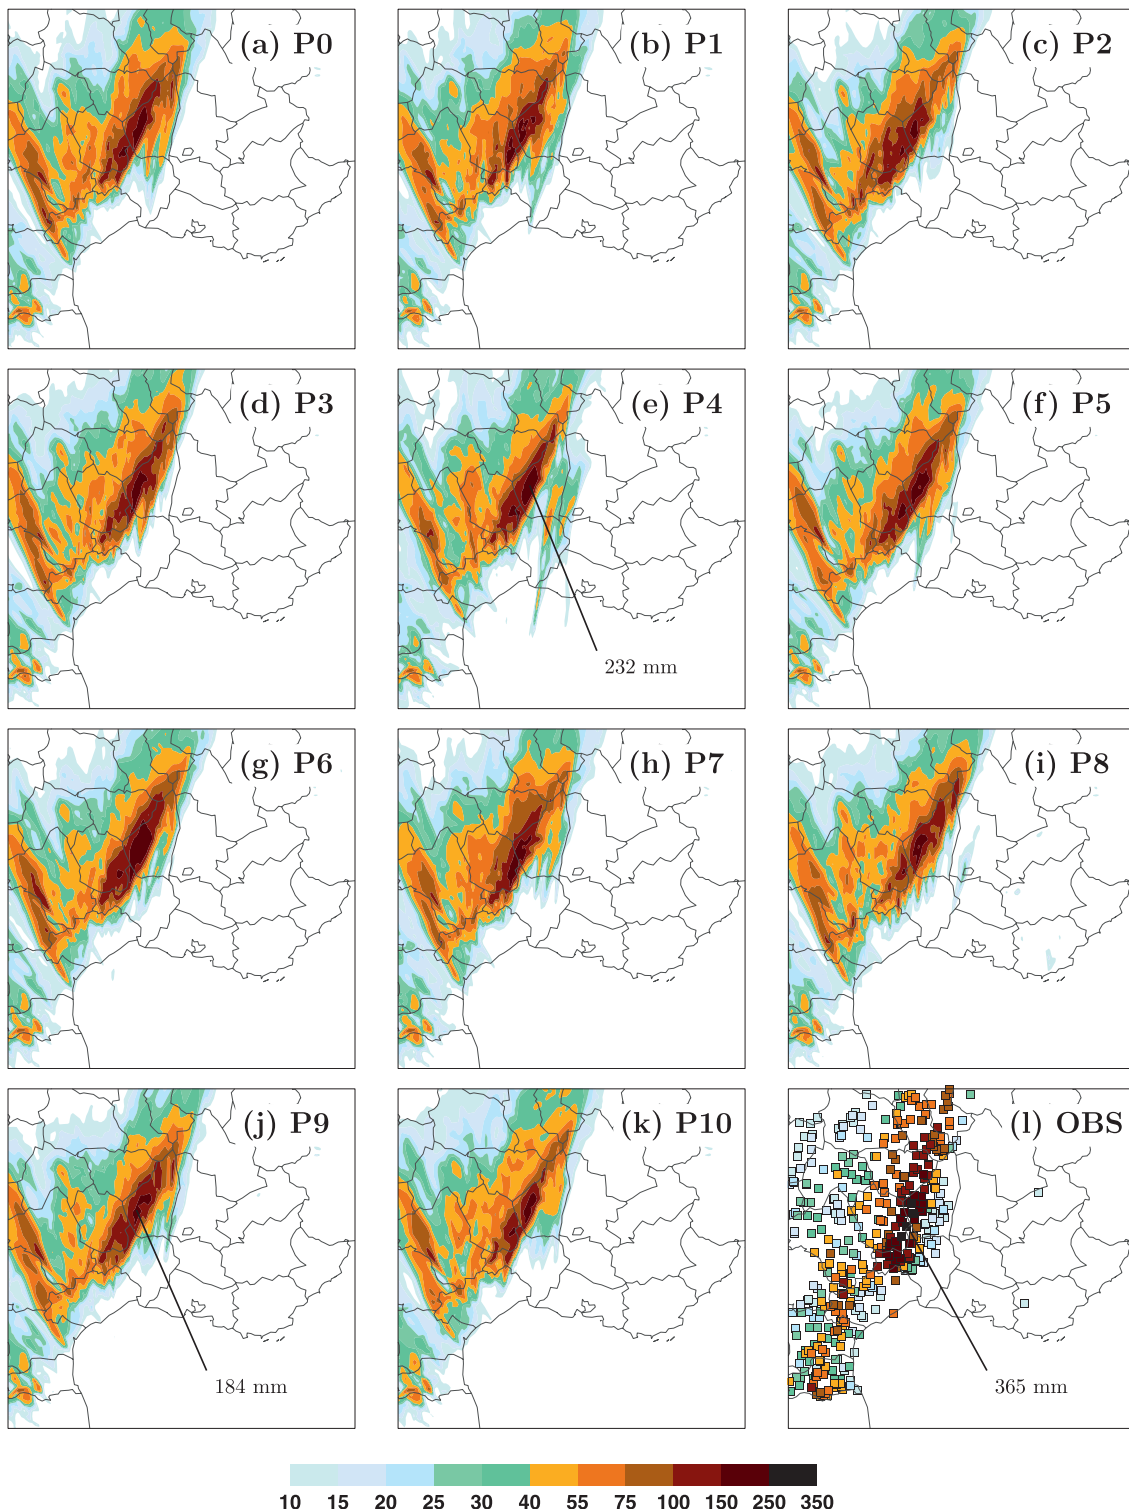 (a) P0
(b) P1
(c) P2
(d) P3
(e) P4
(f) P5
232 mm
(g) P6
(h) P7
(i) P8
(j) P9
(k) P10
(l) OBS
184 mm
365 mm
10 15 20 25 30 40 55 75 100 150 250 350